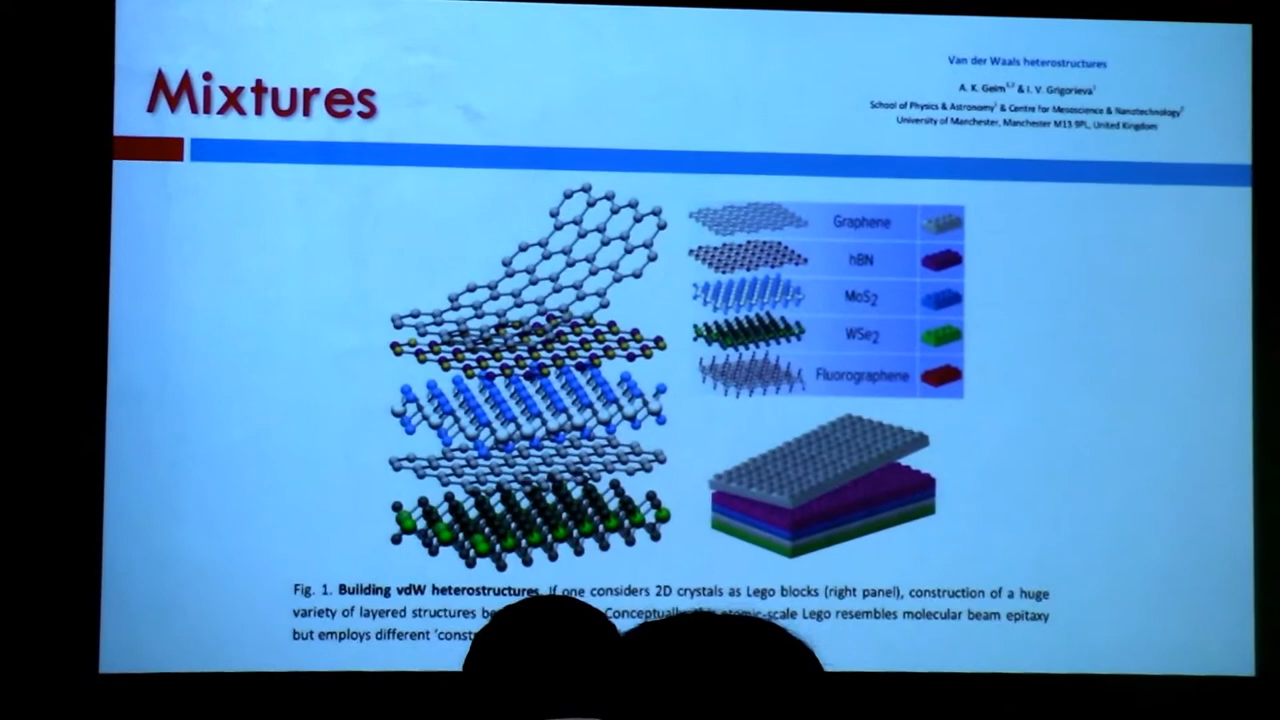 Mixtures
Van der Waals heterostructures
A. K. Geim1,2 & I. V. Grigorieva1
School of Physics & Astronomy1 & Centre for Mesoscience & Nanotechnology2
University of Manchester, Manchester M13 9PL, United Kingdom
Graphene
hBN
MoS2
WSe2
Fluorographene
Fig. 1. Building vdW heterostructures. If one considers 2D crystals as Lego blocks (right panel), construction of a huge
variety of layered structures Conceptually atomic-scale Lego resembles molecular beam epitaxy
but employs different